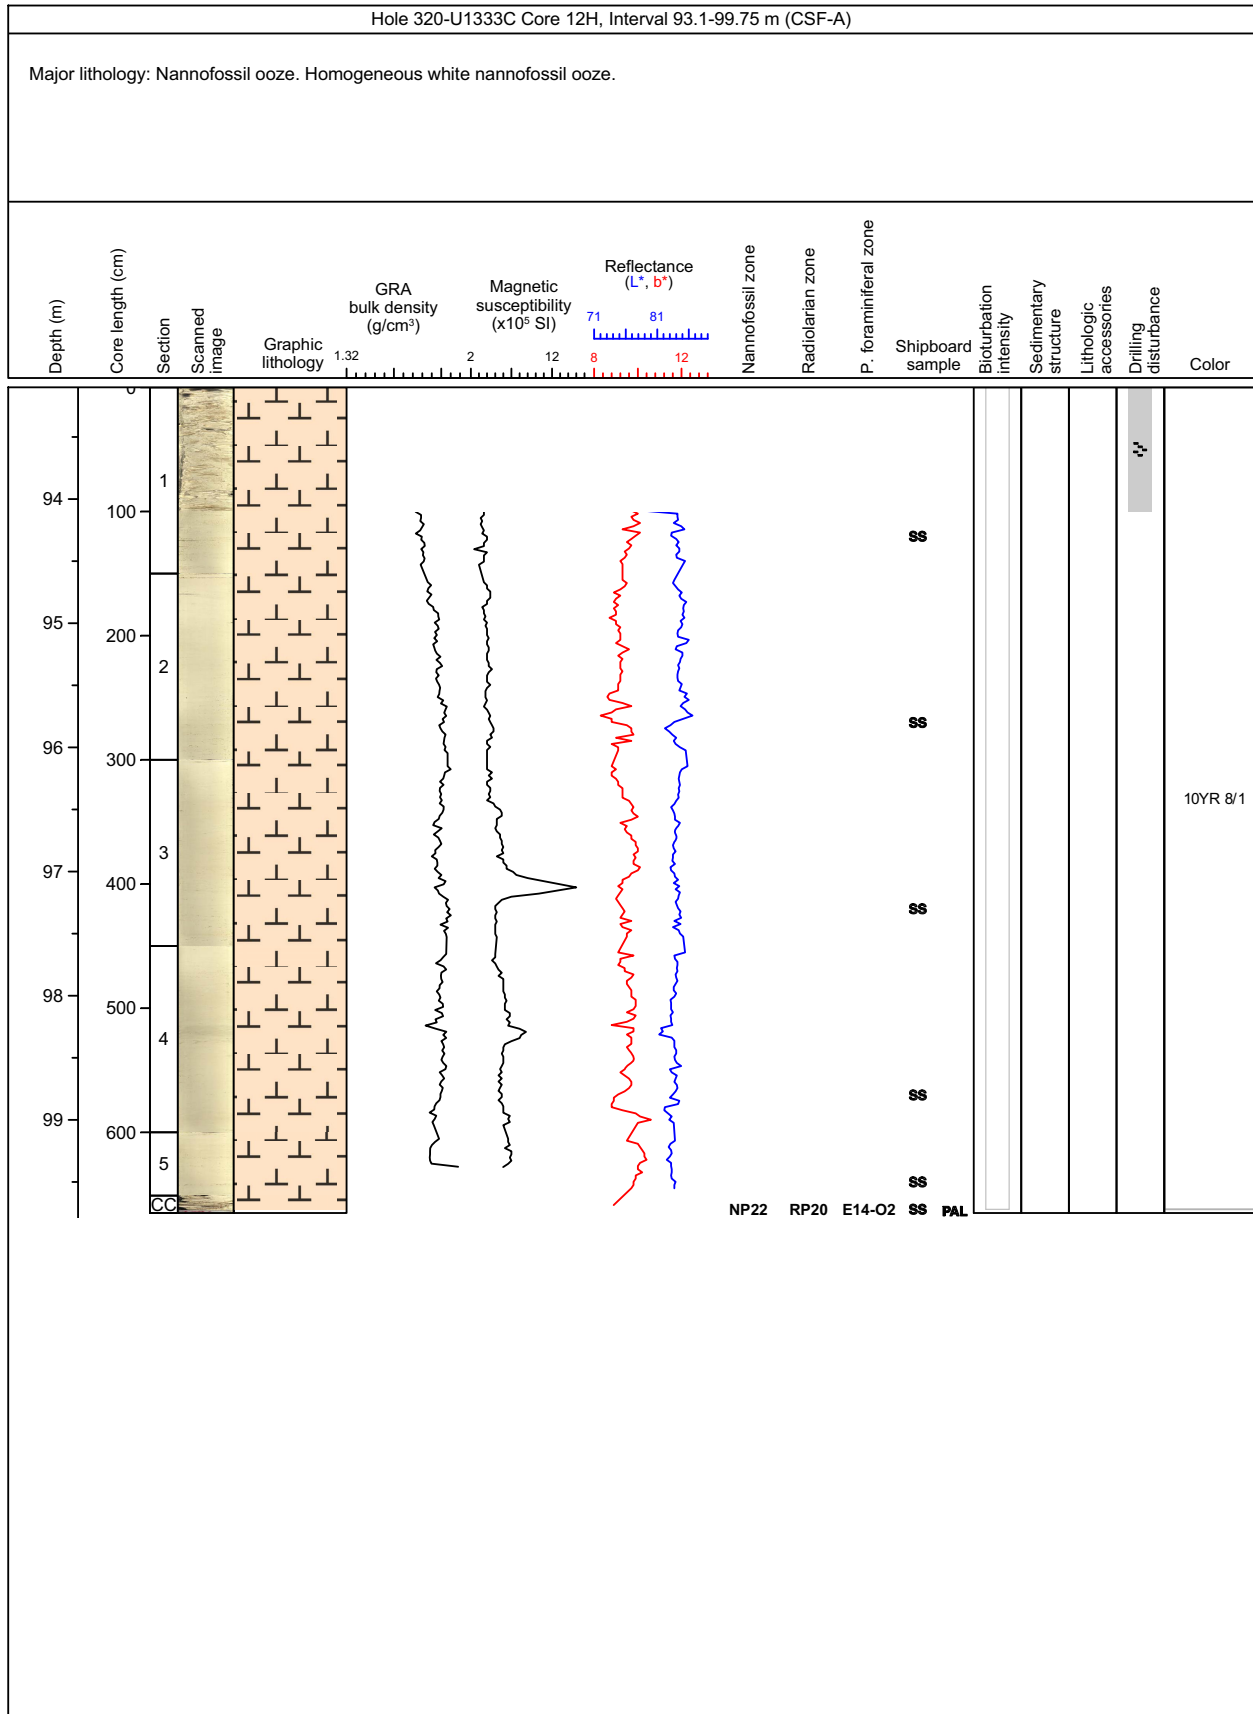 Hole 320-U1333C Core 12H, Interval 93.1-99.75 m (CSF-A)
Major lithology: Nannofossil ooze. Homogeneous white nannofossil ooze.
Depth (m)
Core length (cm)
Section
Scanned
image
Graphic
lithology
GRA
bulk density
(g/cm³)
1.32
Magnetic
susceptibility
(x10⁵ SI)
2 12
Reflectance
(L*, b*)
71 81
8 12
Nannofossil zone
Radiolarian zone
P. foraminiferal zone
Shipboard
sample
Bioturbation
intensity
Sedimentary
structure
Lithologic
accessories
Drilling
disturbance
Color
0
1
94
100
SS
95
200
2
SS
96
300
10YR 8/1
3
97
400
SS
98
500
4
SS
99
600
5
SS
CC
NP22 RP20 E14-O2 SS PAL